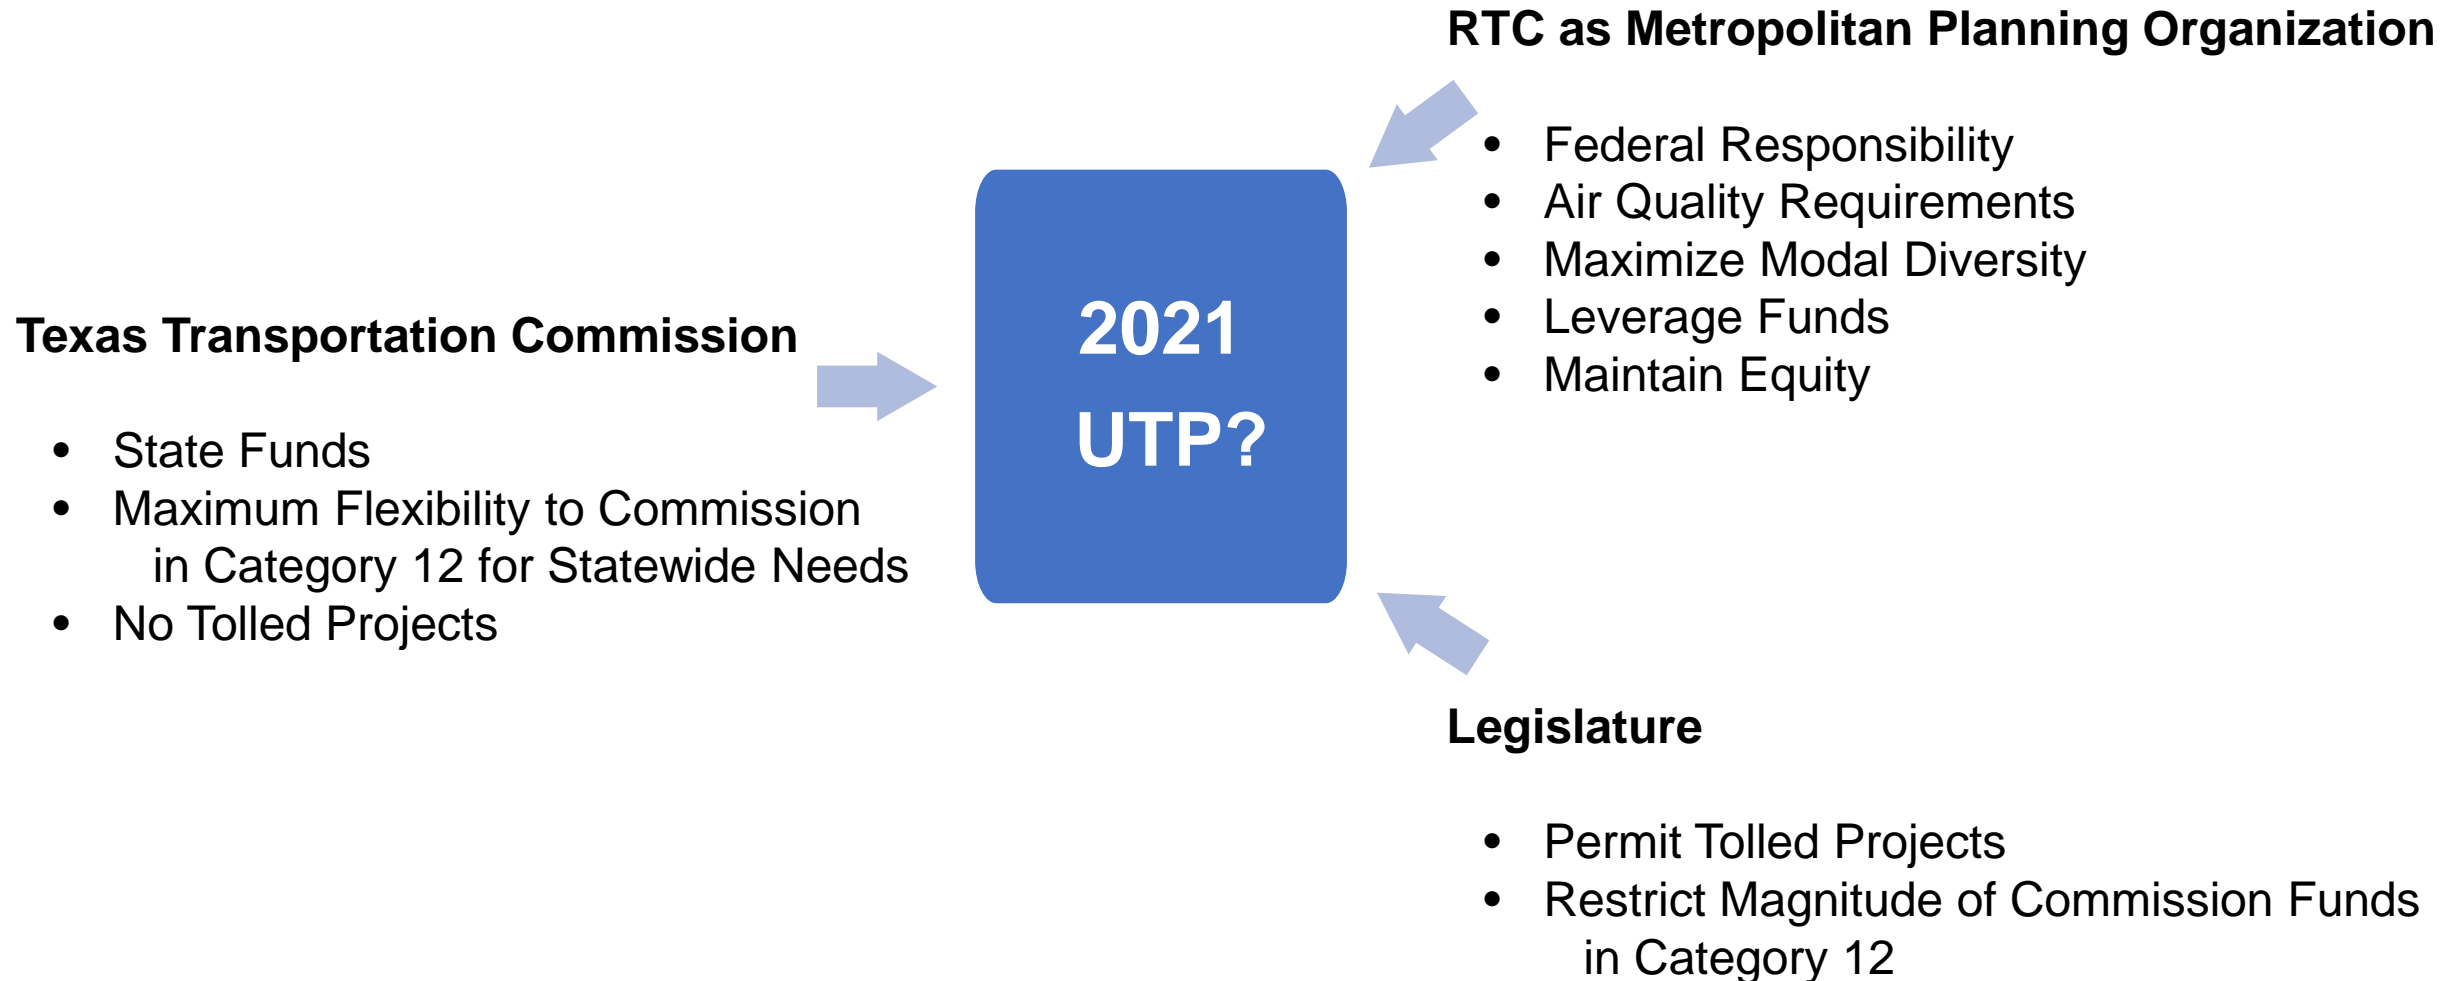 RTC as Metropolitan Planning Organization
• Federal Responsibility
• Air Quality Requirements
• Maximize Modal Diversity
• Leverage Funds
• Maintain Equity
Texas Transportation Commission
• State Funds
• Maximum Flexibility to Commission
in Category 12 for Statewide Needs
• No Tolled Projects
2021
UTP?
Legislature
• Permit Tolled Projects
• Restrict Magnitude of Commission Funds
in Category 12